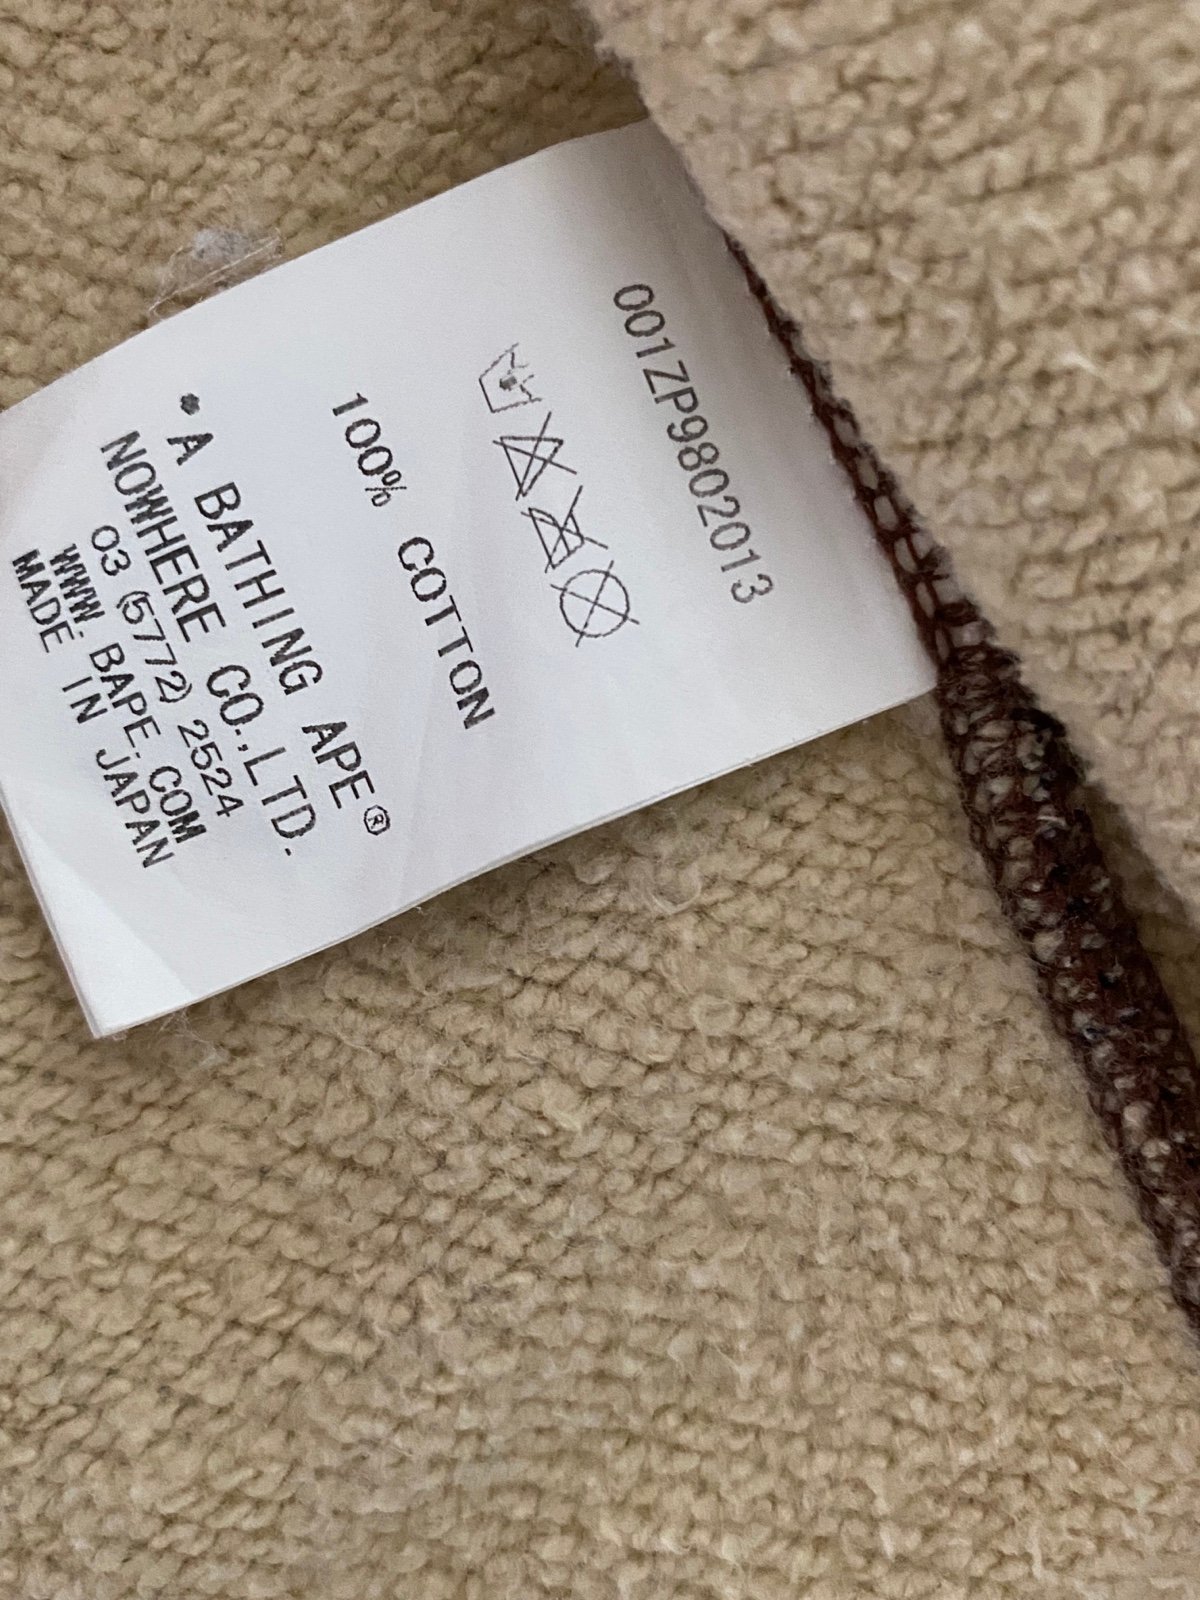 001ZP9802013
100% COTTON
•A BATHING APE®
NOWHERE CO.,LTD.
03 (5772) 2524
WWW. BAPE. COM
MADE IN JAPAN